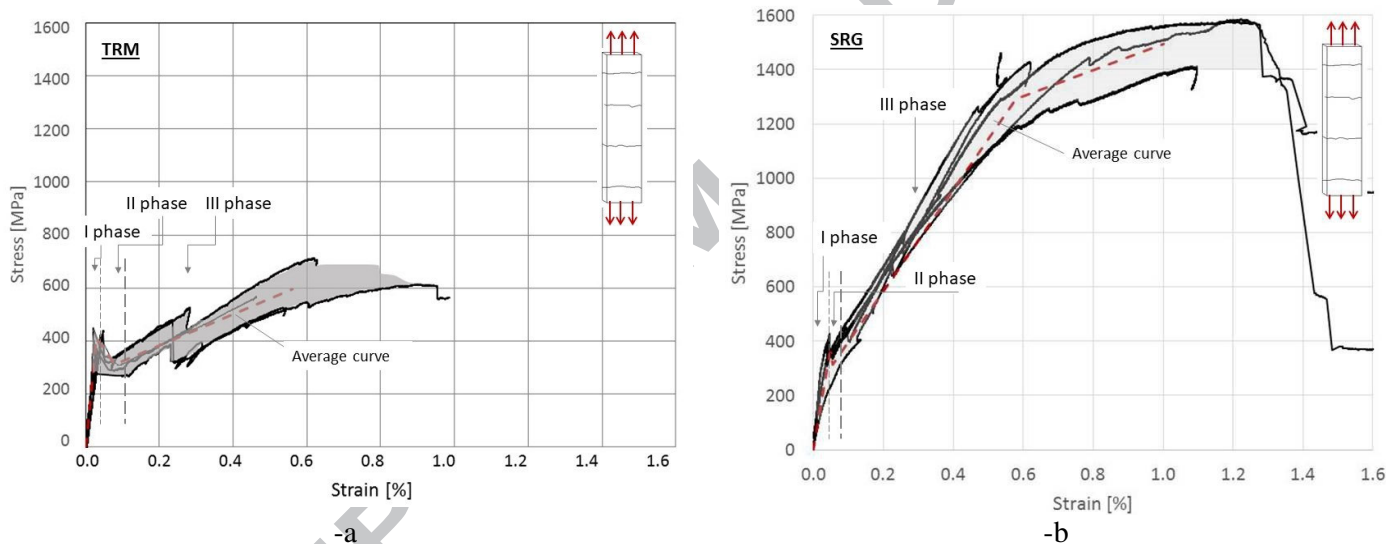 1600
TRM
1400
1200
1000
Stress [MPa]
II phase III phase
800
I phase
600
400
Average curve
200
0
0.0 0.2 0.4 0.6 0.8 1.0 1.2 1.4 1.6
Strain [%]
-a
1600
SRG
1400
III phase
1200
Average curve
1000
Stress [MPa]
800
I phase
II phase
600
400
200
0
0.0 0.2 0.4 0.6 0.8 1.0 1.2 1.4 1.6
Strain [%]
-b